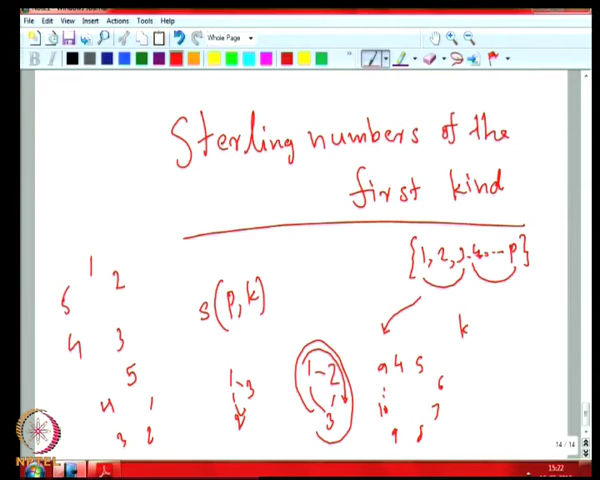 File Edit View Insert Actions Tools Help
Whole Page
B I
Sterling numbers of the
first kind
{1, 2, 3, 4, ... p}
s(p, k)
k
1 2
5
4 3
5
4 1
3 2
1 3
2
1 2
3
9 4 5
6
10 7
9 8
14 / 14
NPTEL
15:22